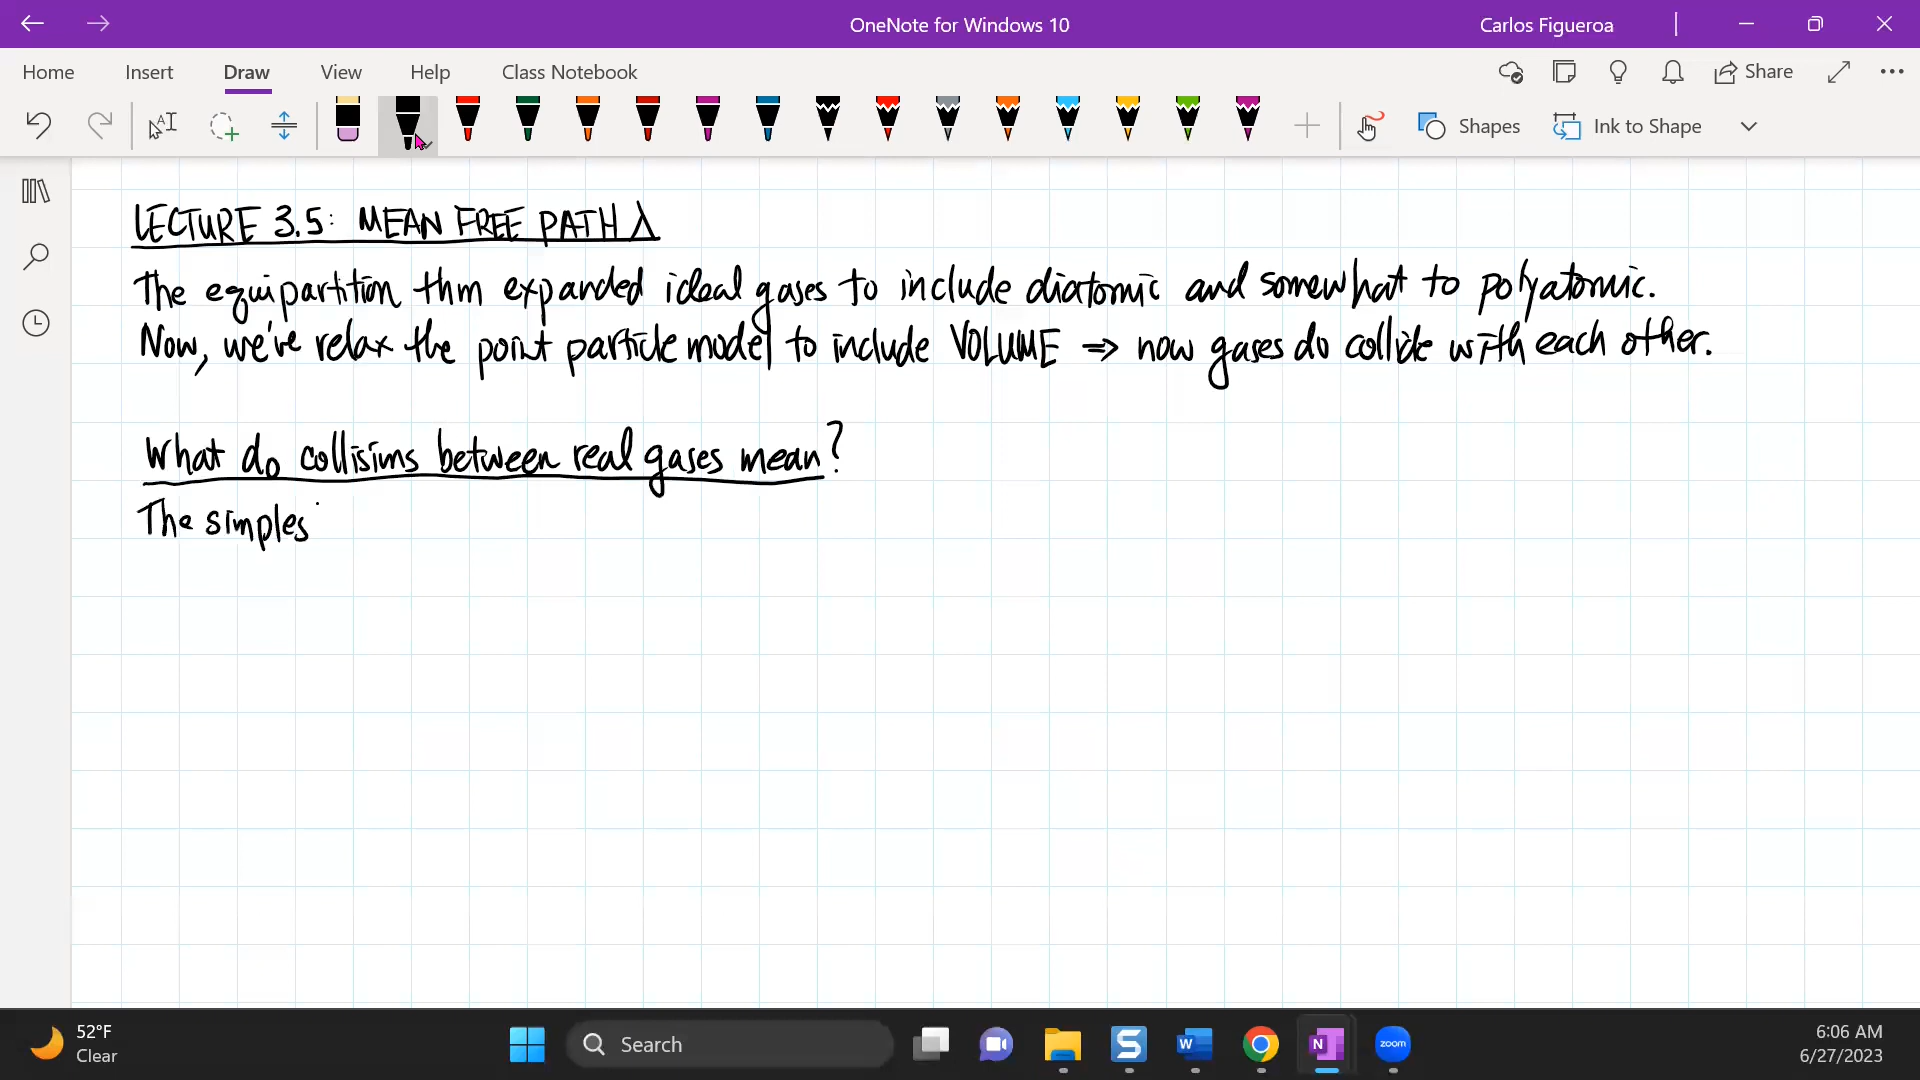 OneNote for Windows 10
Carlos Figueroa
Home Insert Draw View Help Class Notebook
Share
Shapes
Ink to Shape
LECTURE 3.5: MEAN FREE PATH λ
The equipartition thm expanded ideal gases to include diatomic and somewhat to polyatomic.
Now, we've relax the point particle model to include VOLUME ⇒ now gases do collide with each other.
What do collisions between real gases mean?
The simples
52°F
Clear
Search
zoom
6:06 AM
6/27/2023